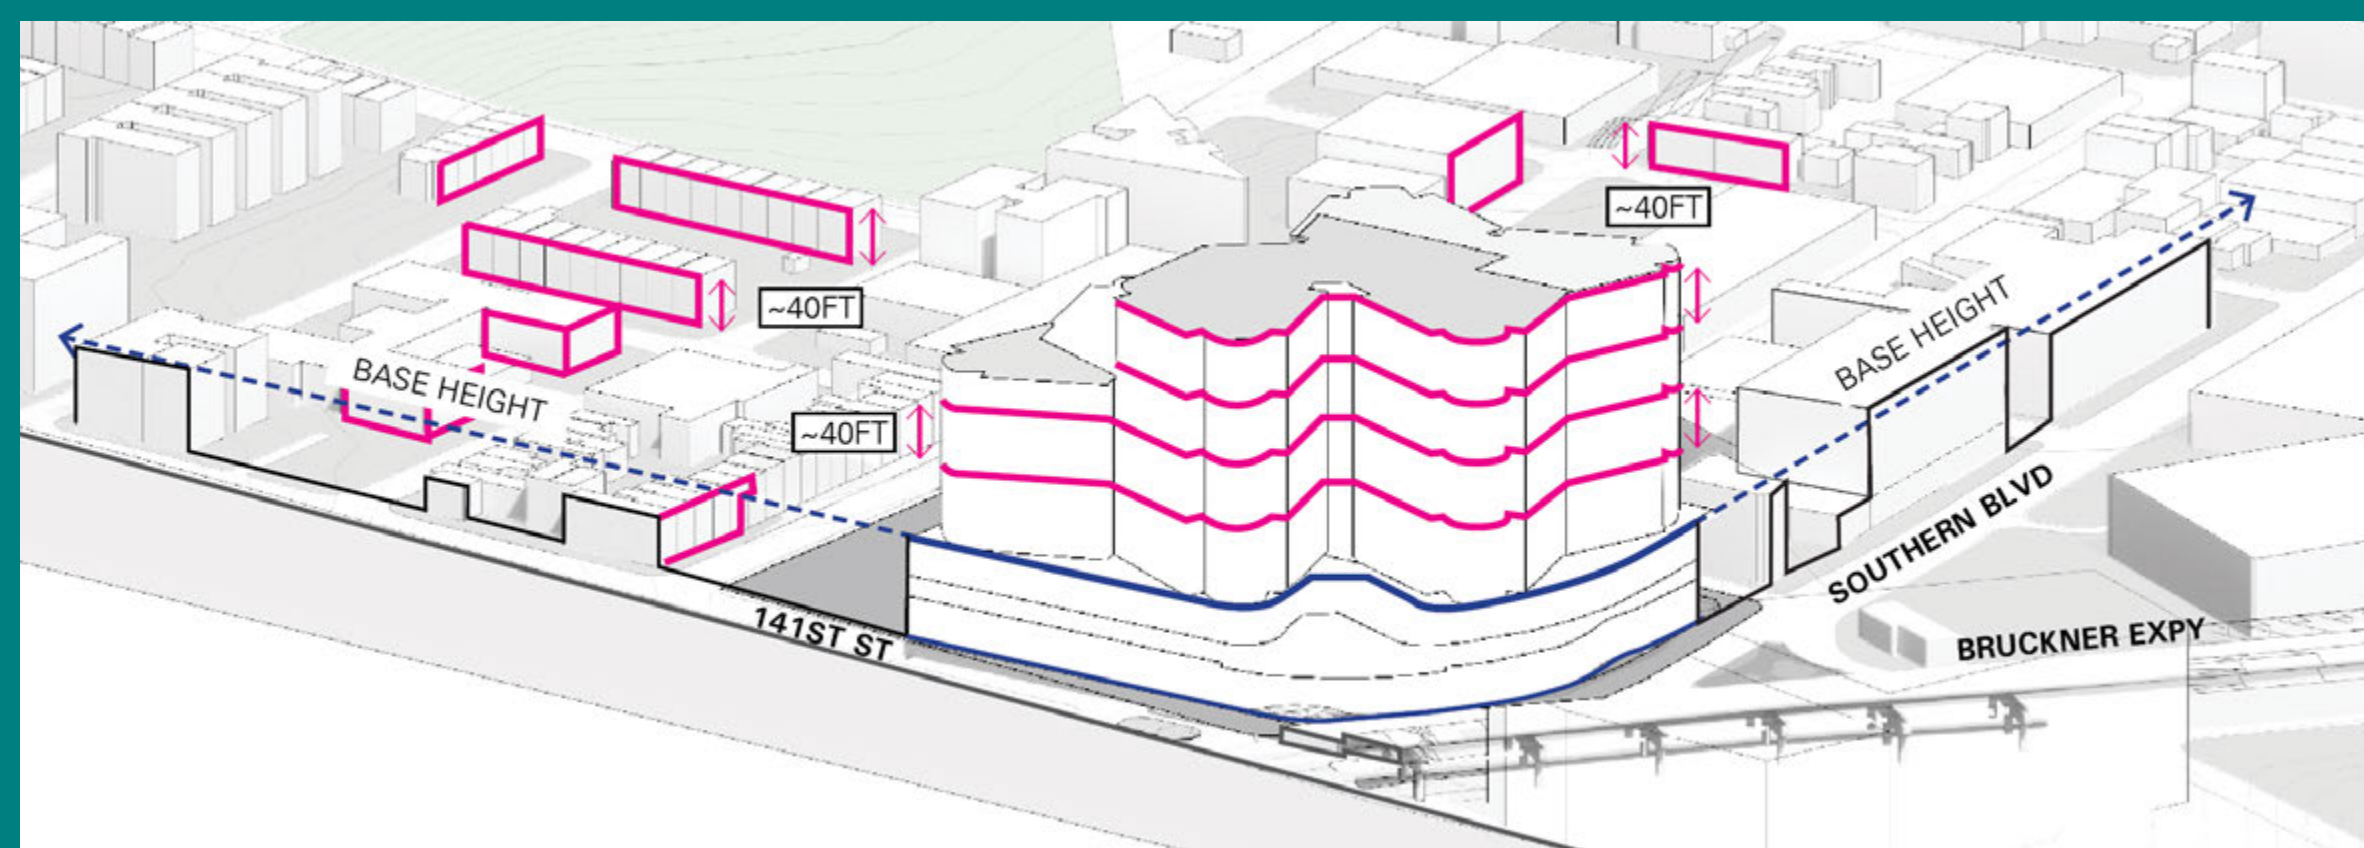 ~40FT
BASE HEIGHT
~40FT
BASE HEIGHT
~40FT
SOUTHERN BLVD
141ST ST
BRUCKNER EXPY